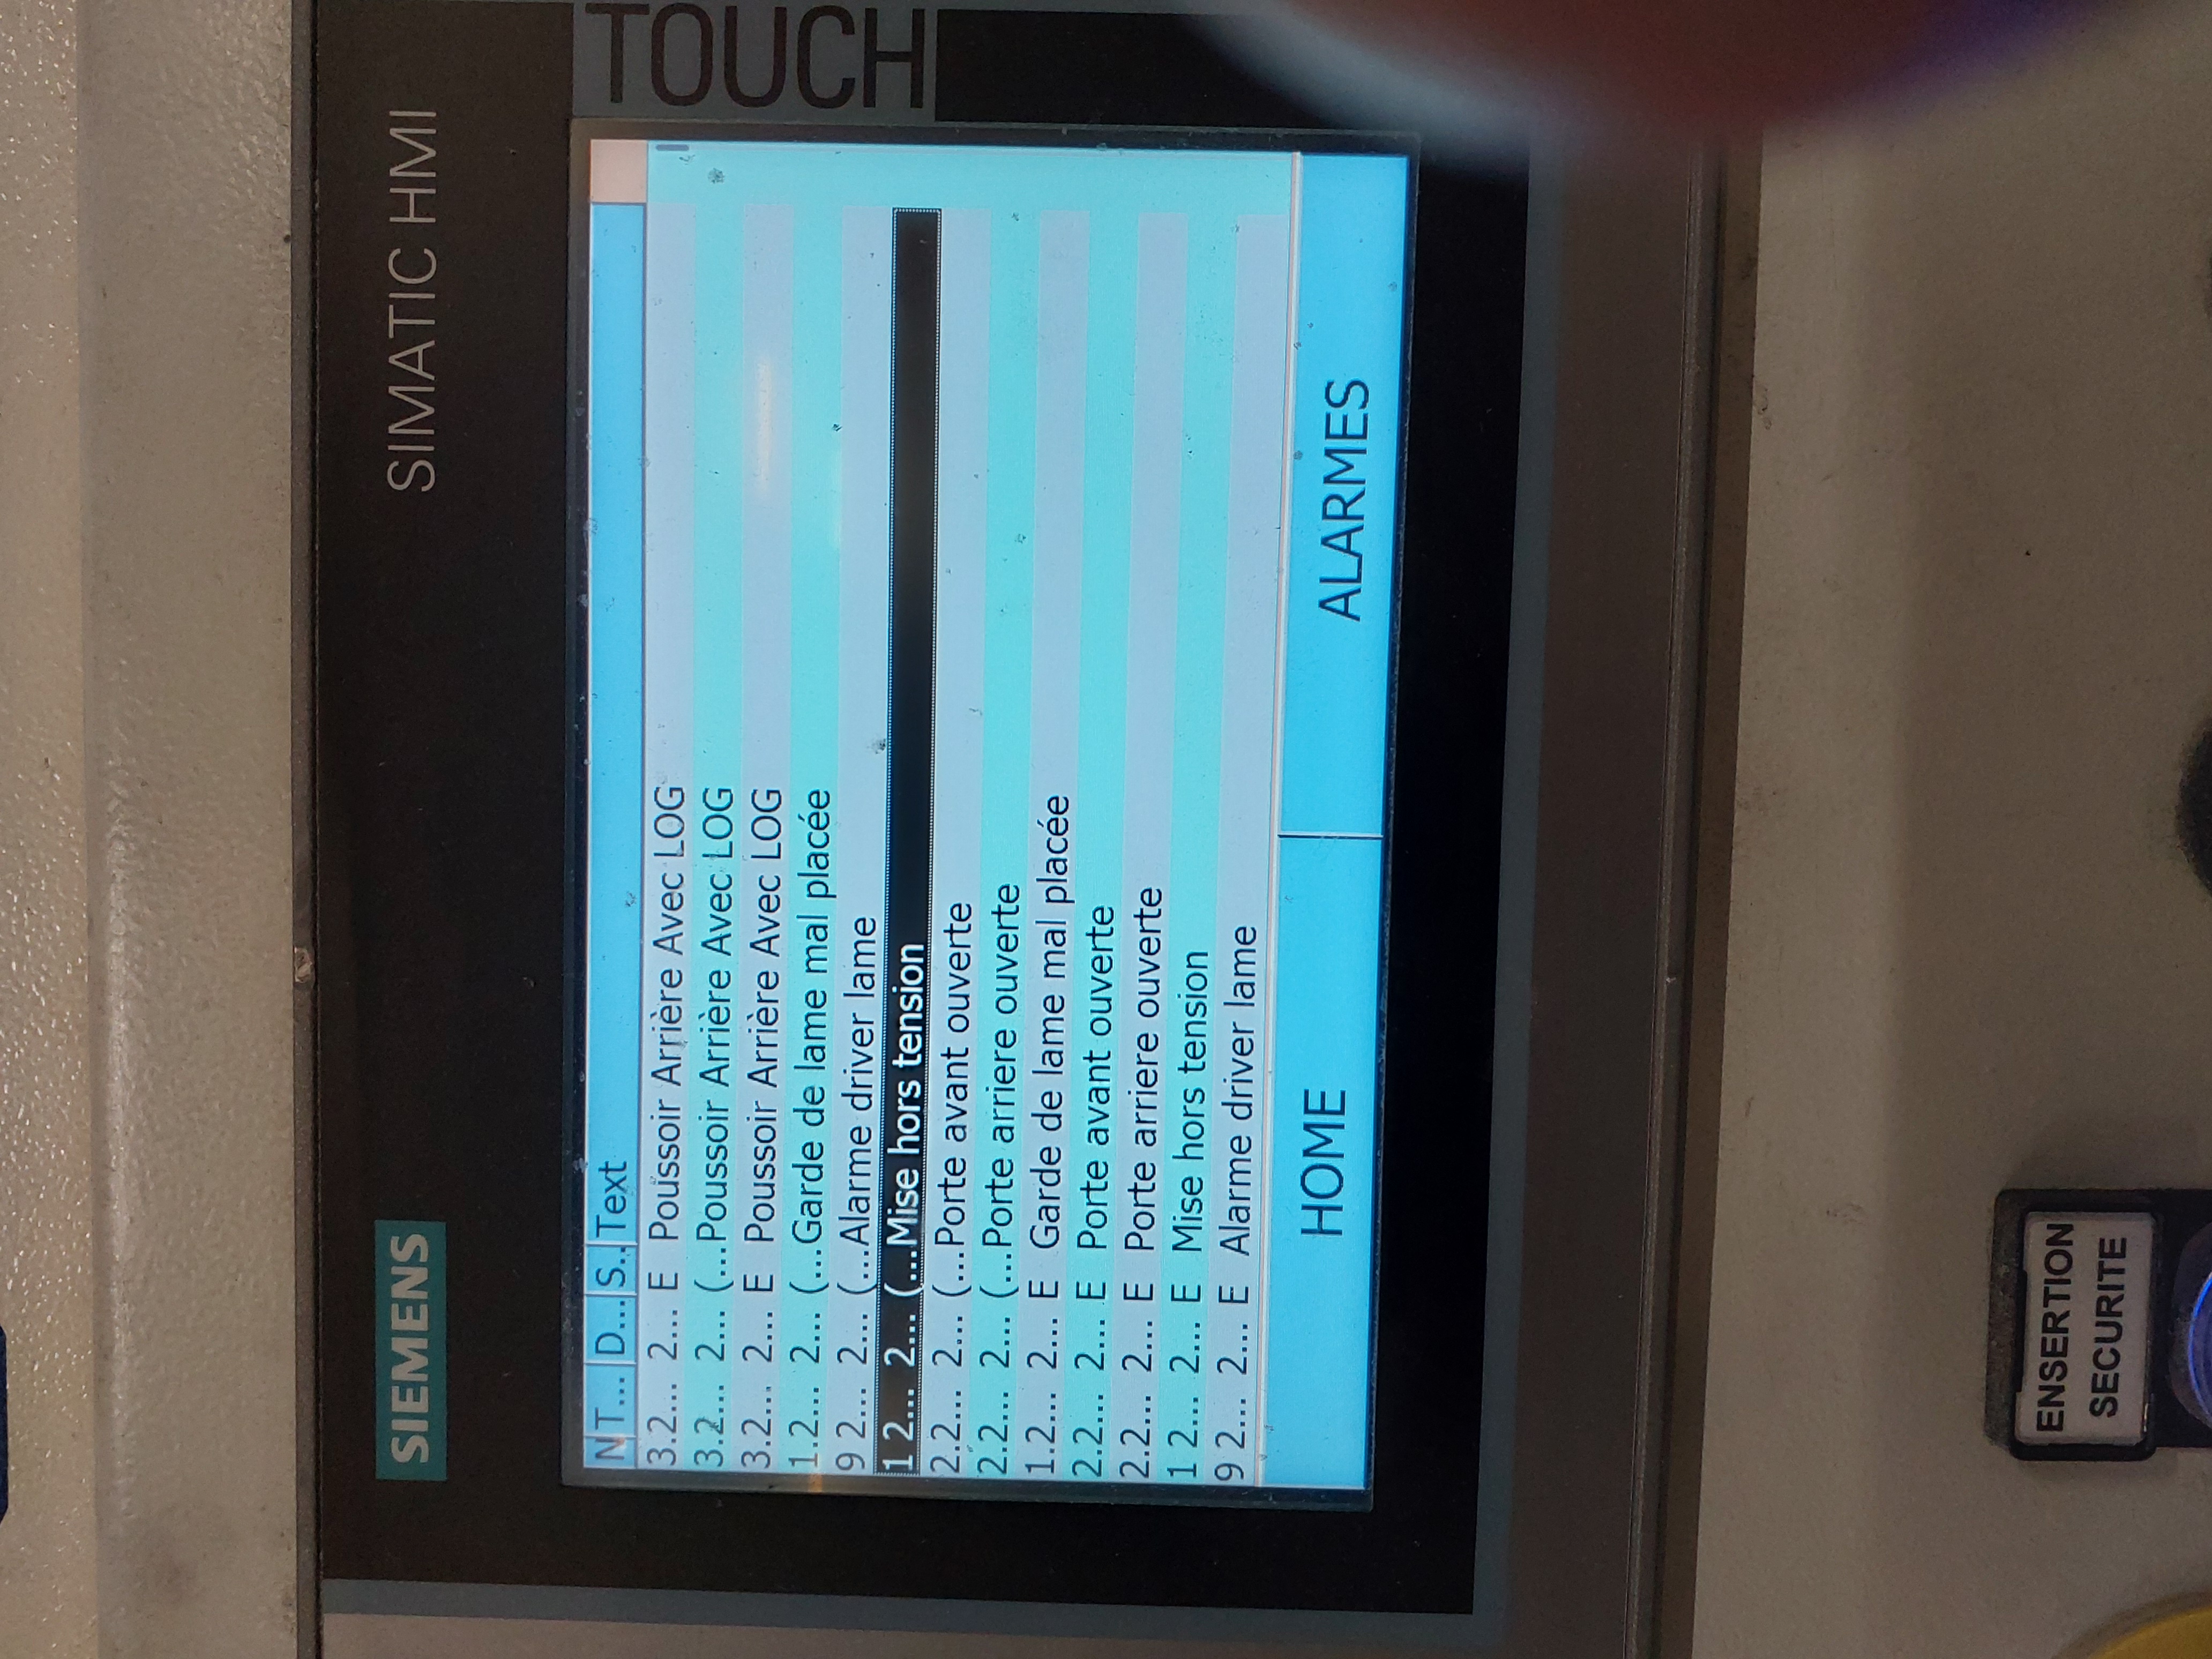 SIEMENS
SIMATIC HMI
TOUCH
N T... D... S.. Text
3.2... 2... E Poussoir Arrière Avec LOG
3.2... 2... (... Poussoir Arrière Avec LOG
3.2... 2... E Poussoir Arrière Avec LOG
1.2... 2... (... Garde de lame mal placée
9 2... 2... (... Alarme driver lame
1 2... 2... (... Mise hors tension
2.2... 2... (... Porte avant ouverte
2.2... 2... (... Porte arriere ouverte
1.2... 2... E Garde de lame mal placée
2.2... 2... E Porte avant ouverte
2.2... 2... E Porte arriere ouverte
1 2... 2... E Mise hors tension
9 2... 2... E Alarme driver lame
HOME
ALARMES
ENSERTION
SECURITE